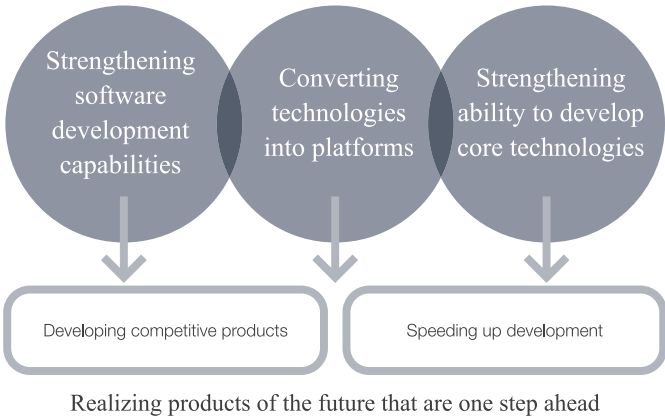 Strengthening
software
development
capabilities
Converting
technologies
into platforms
Strengthening
ability to develop
core technologies
Developing competitive products
Speeding up development
Realizing products of the future that are one step ahead